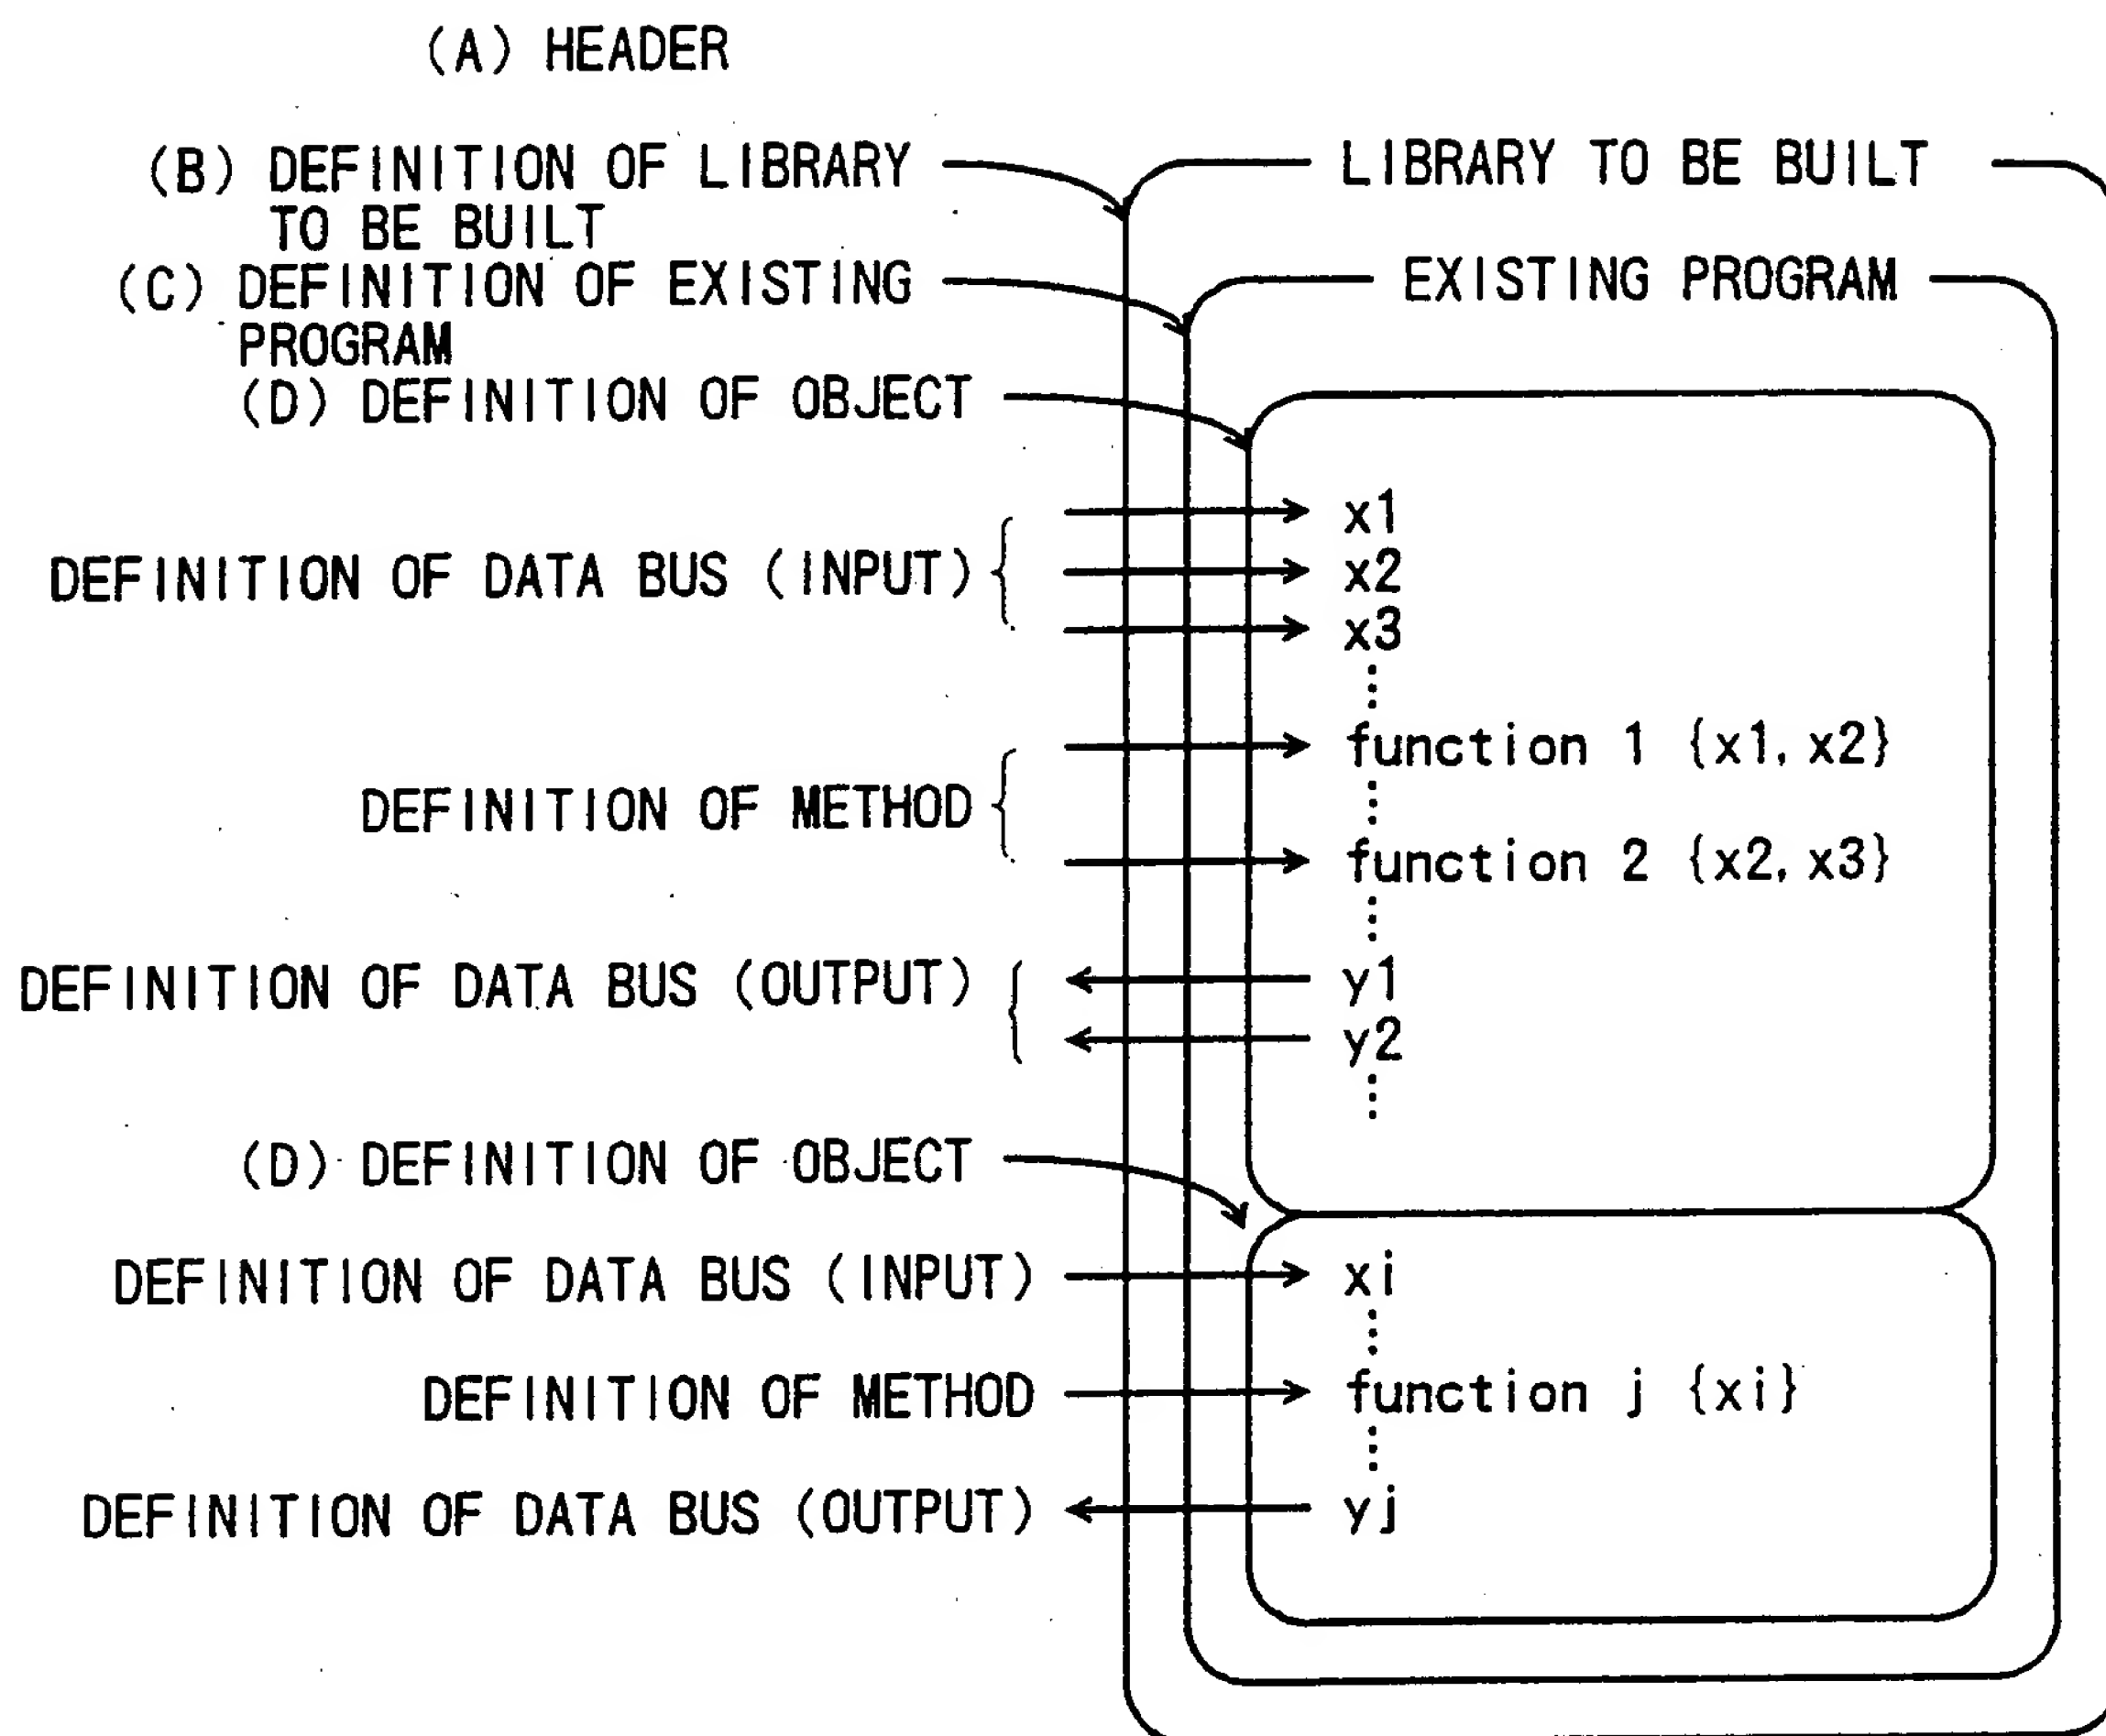 (A) HEADER
(B) DEFINITION OF LIBRARY
TO BE BUILT
LIBRARY TO BE BUILT
(C) DEFINITION OF EXISTING
PROGRAM
EXISTING PROGRAM
(D) DEFINITION OF OBJECT
DEFINITION OF DATA BUS (INPUT)
x1
x2
x3
DEFINITION OF METHOD
function 1 {x1, x2}
function 2 {x2, x3}
DEFINITION OF DATA BUS (OUTPUT)
y1
y2
(D) DEFINITION OF OBJECT
DEFINITION OF DATA BUS (INPUT)
xi
DEFINITION OF METHOD
function j {xi}
DEFINITION OF DATA BUS (OUTPUT)
yj